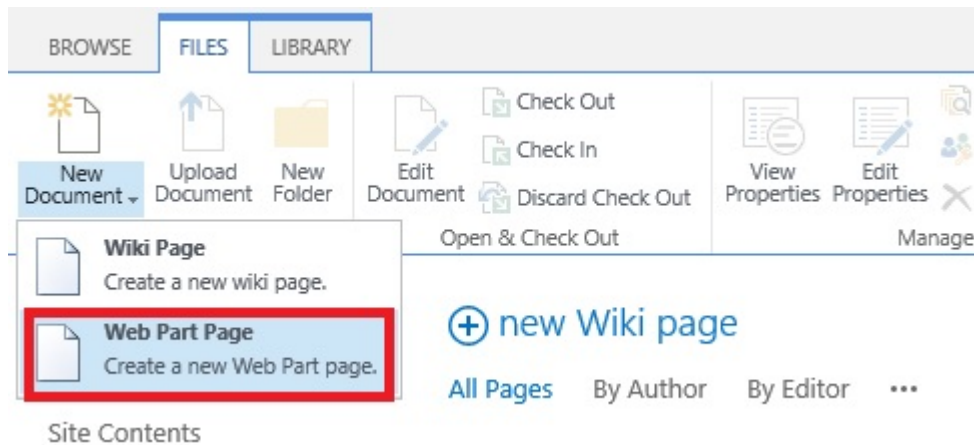 BROWSE FILES LIBRARY
New Document
Upload Document
New Folder
Edit Document
Check Out
Check In
Discard Check Out
View Properties
Edit Properties
Open & Check Out
Manage
Wiki Page
Create a new wiki page.
Web Part Page
Create a new Web Part page.
new Wiki page
All Pages By Author By Editor •••
Site Contents